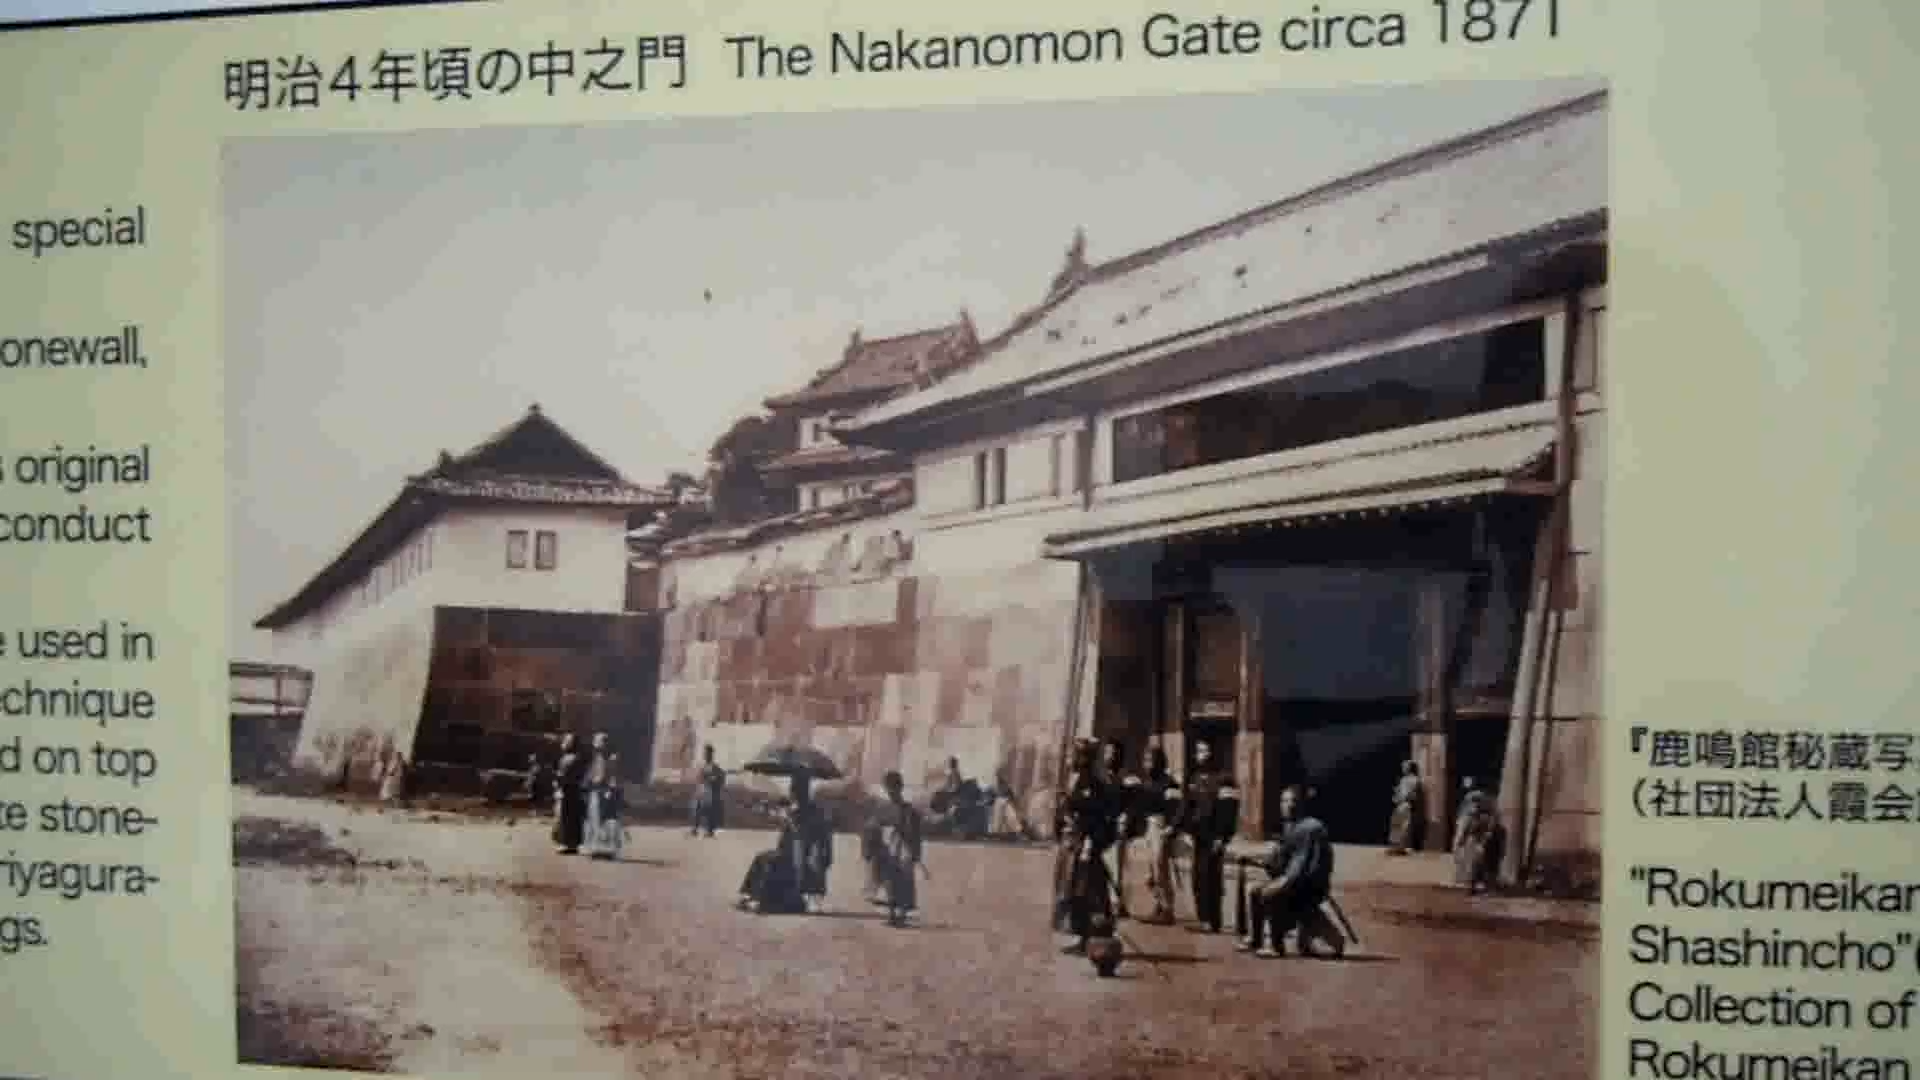 明治4年頃の中之門 The Nakanomon Gate circa 1871
special
onewall,
original
conduct
used in
echnique
d on top
te stone-
riyagura-
gs.
『鹿鳴館秘蔵写
(社団法人霞会
"Rokumeikan
Shashincho"
Collection of
Rokumeikan